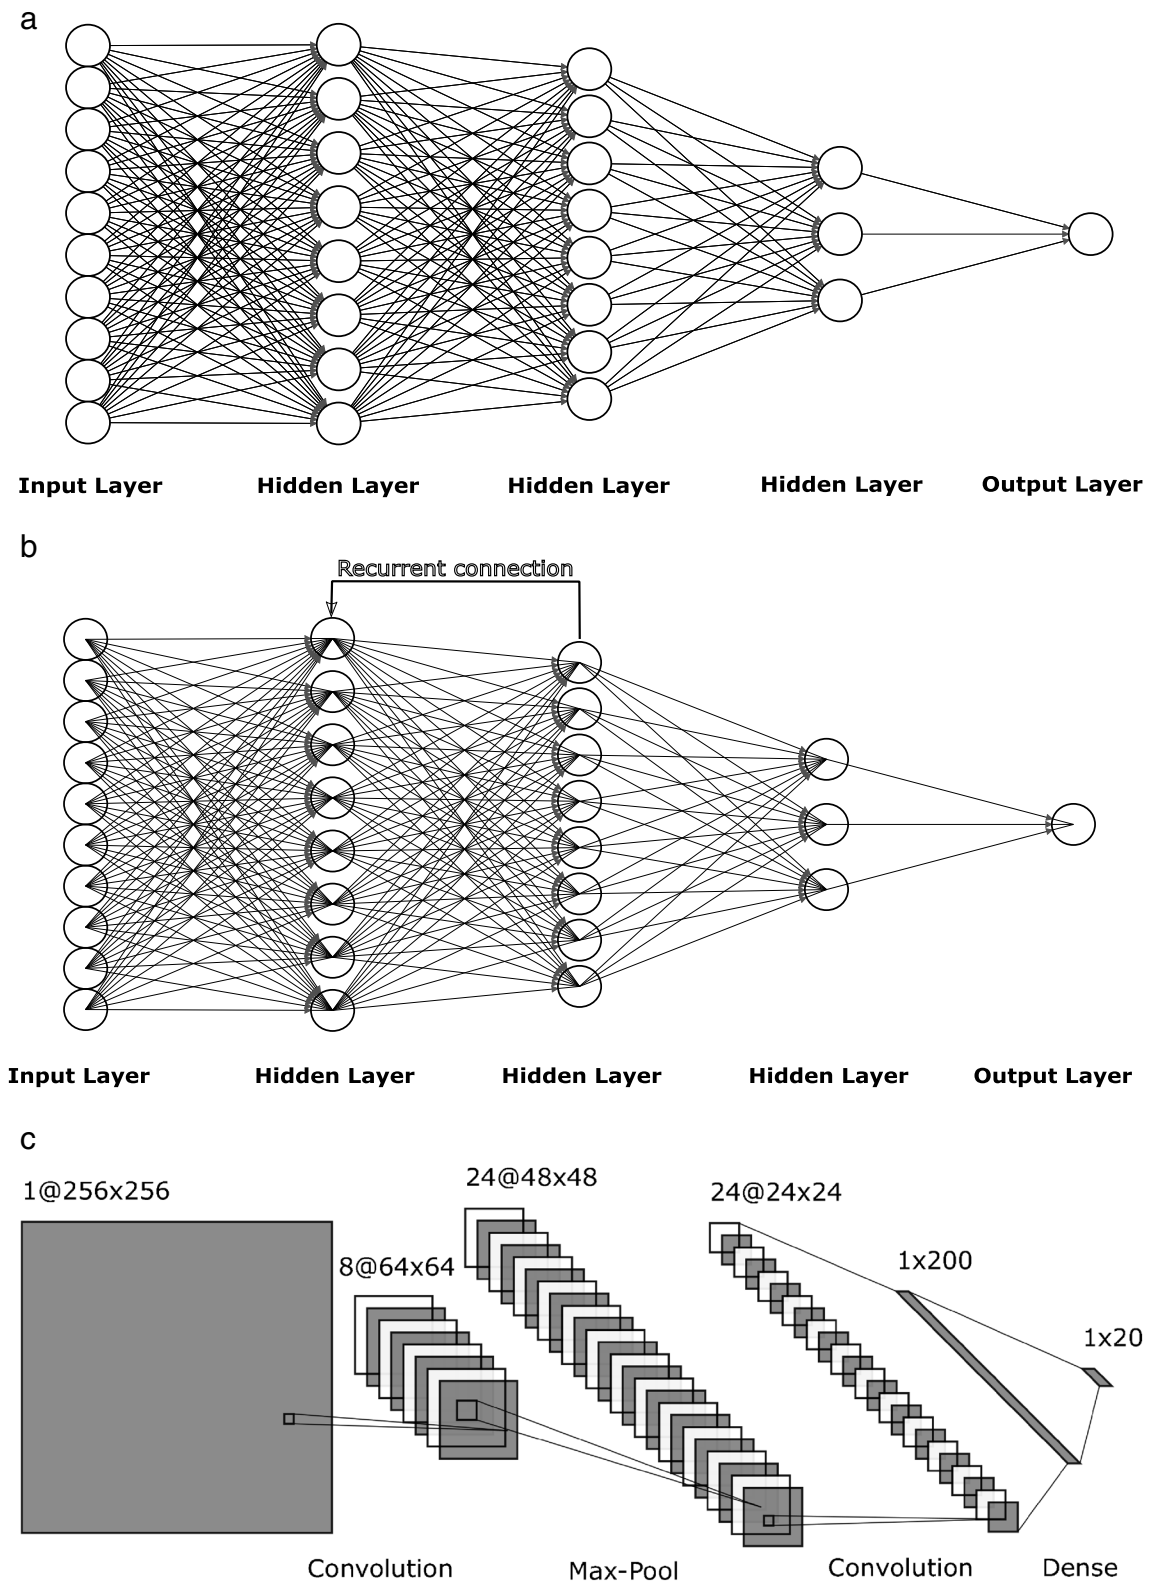 a
Input Layer Hidden Layer Hidden Layer Hidden Layer Output Layer
b
Recurrent connection
Input Layer Hidden Layer Hidden Layer Hidden Layer Output Layer
c
1@256x256
8@64x64
24@48x48
24@24x24
1x200
1x20
Convolution Max-Pool Convolution Dense